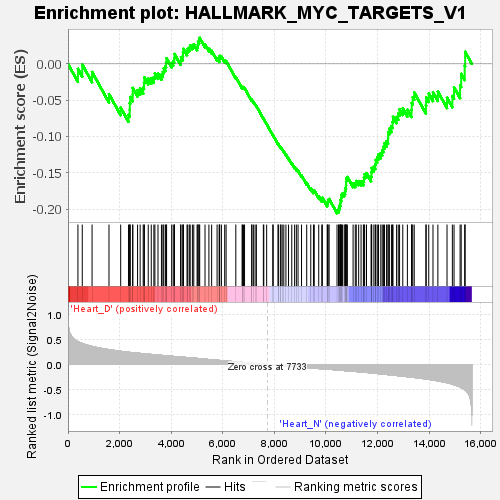 Enrichment plot: HALLMARK_MYC_TARGETS_V1
Enrichment score (ES)
0.00
-0.05
-0.10
-0.15
-0.20
'Heart_D' (positively correlated)
Ranked list metric (Signal2Noise)
1.0
0.5
0.0
-0.5
-1.0
Zero cross at 7733
'Heart_N' (negatively correlated)
0
2,000
4,000
6,000
8,000
10,000
12,000
14,000
16,000
Rank in Ordered Dataset
Enrichment profile
Hits
Ranking metric scores